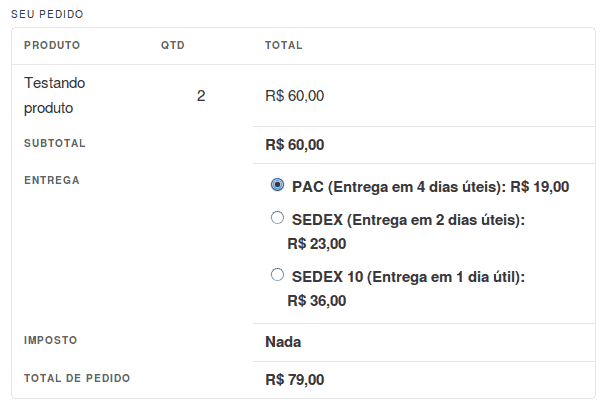 SEU PEDIDO
PRODUTO QTD TOTAL
Testando
produto
2 R$ 60,00
SUBTOTAL R$ 60,00
ENTREGA PAC (Entrega em 4 dias úteis): R$ 19,00
SEDEX (Entrega em 2 dias úteis):
R$ 23,00
SEDEX 10 (Entrega em 1 dia útil):
R$ 36,00
IMPOSTO Nada
TOTAL DE PEDIDO R$ 79,00